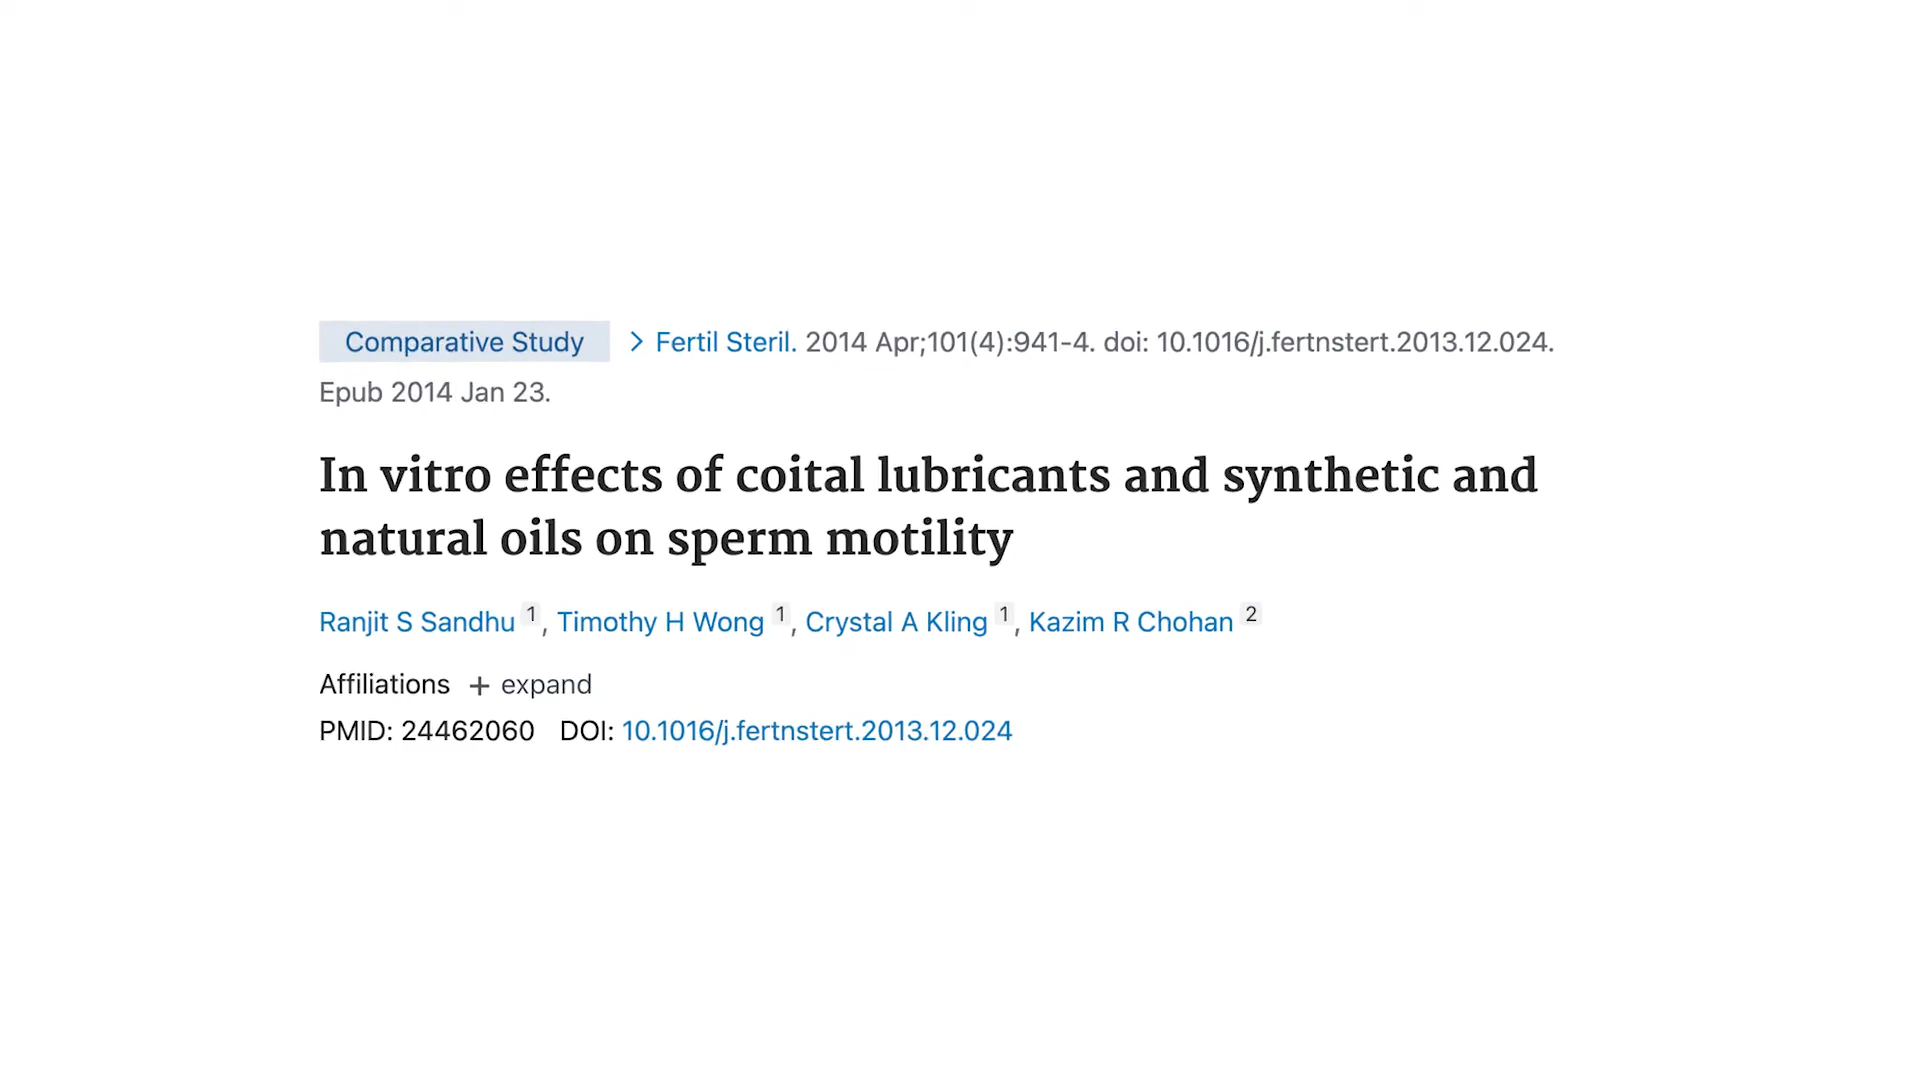 Comparative Study > Fertil Steril. 2014 Apr;101(4):941-4. doi: 10.1016/j.fertnstert.2013.12.024.
Epub 2014 Jan 23.
In vitro effects of coital lubricants and synthetic and
natural oils on sperm motility
Ranjit S Sandhu 1, Timothy H Wong 1, Crystal A Kling 1, Kazim R Chohan 2
Affiliations + expand
PMID: 24462060 DOI: 10.1016/j.fertnstert.2013.12.024